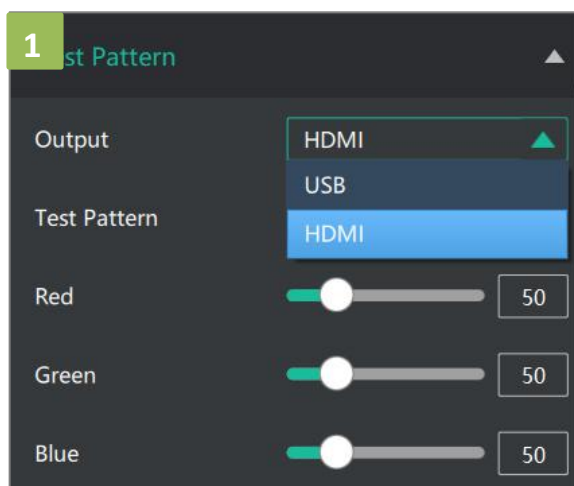 1
st Pattern
Output HDMI
USB
Test Pattern
HDMI
Red 50
Green 50
Blue 50